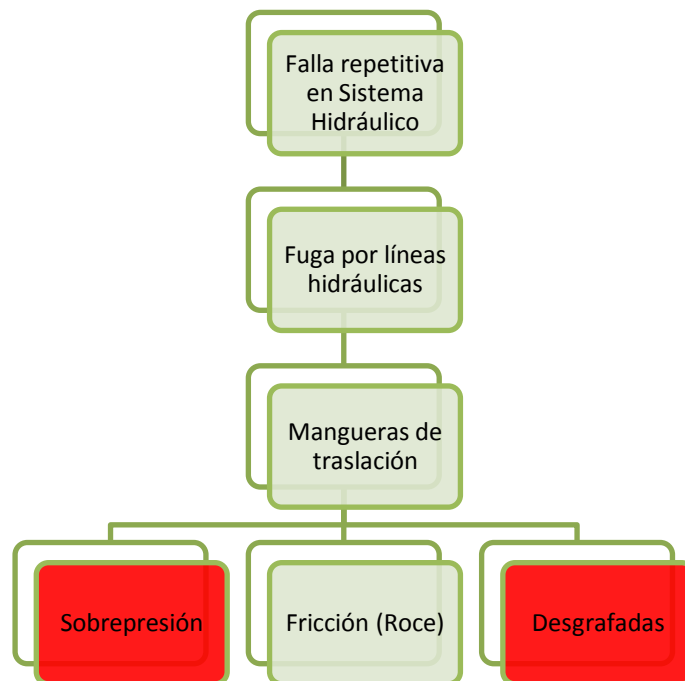 Falla repetitiva
en Sistema
Hidráulico
Fuga por líneas
hidráulicas
Mangueras de
traslación
Sobrepresión
Fricción (Roce)
Desgrafadas